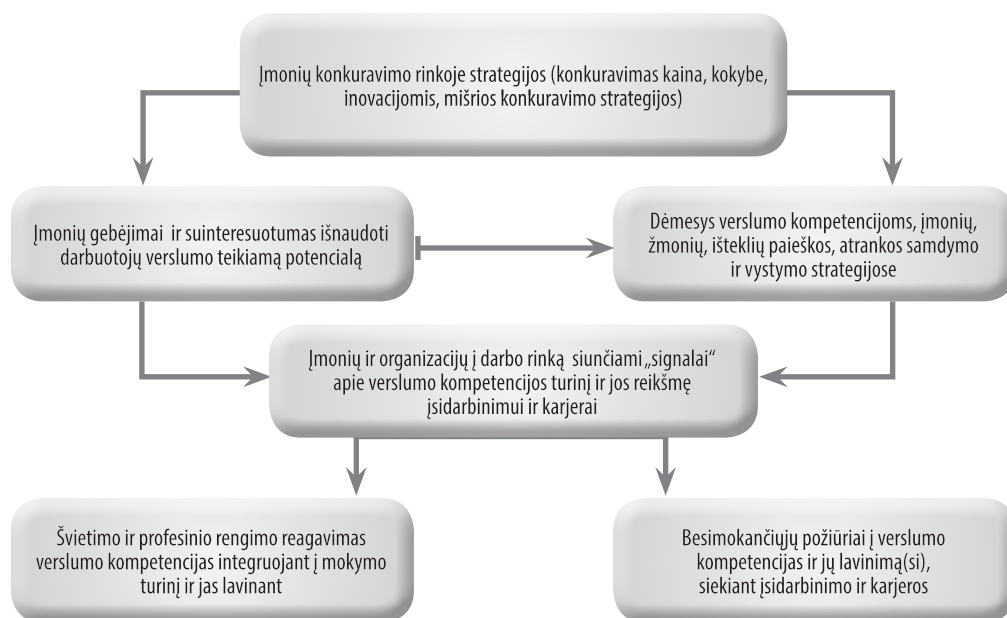 Įmonių konkuravimo rinkoje strategijos (konkuravimas kaina, kokybe,
inovacijomis, mišrios konkuravimo strategijos)
Įmonių gebėjimai ir suinteresuotumas išnaudoti
darbuotojų verslumo teikiamą potencialą
Dėmesys verslumo kompetencijoms, įmonių,
žmonių, išteklių paieškos, atrankos samdymo
ir vystymo strategijose
Įmonių ir organizacijų į darbo rinką siunčiami „signalai“
apie verslumo kompetencijos turinį ir jos reikšmę
įsidarbinimui ir karjerai
Švietimo ir profesinio rengimo reagavimas
verslumo kompetencijas integruojant į mokymo
turinį ir jas lavinant
Besimokančiųjų požiūriai į verslumo
kompetencijas ir jų lavinimą(si),
siekiant įsidarbinimo ir karjeros